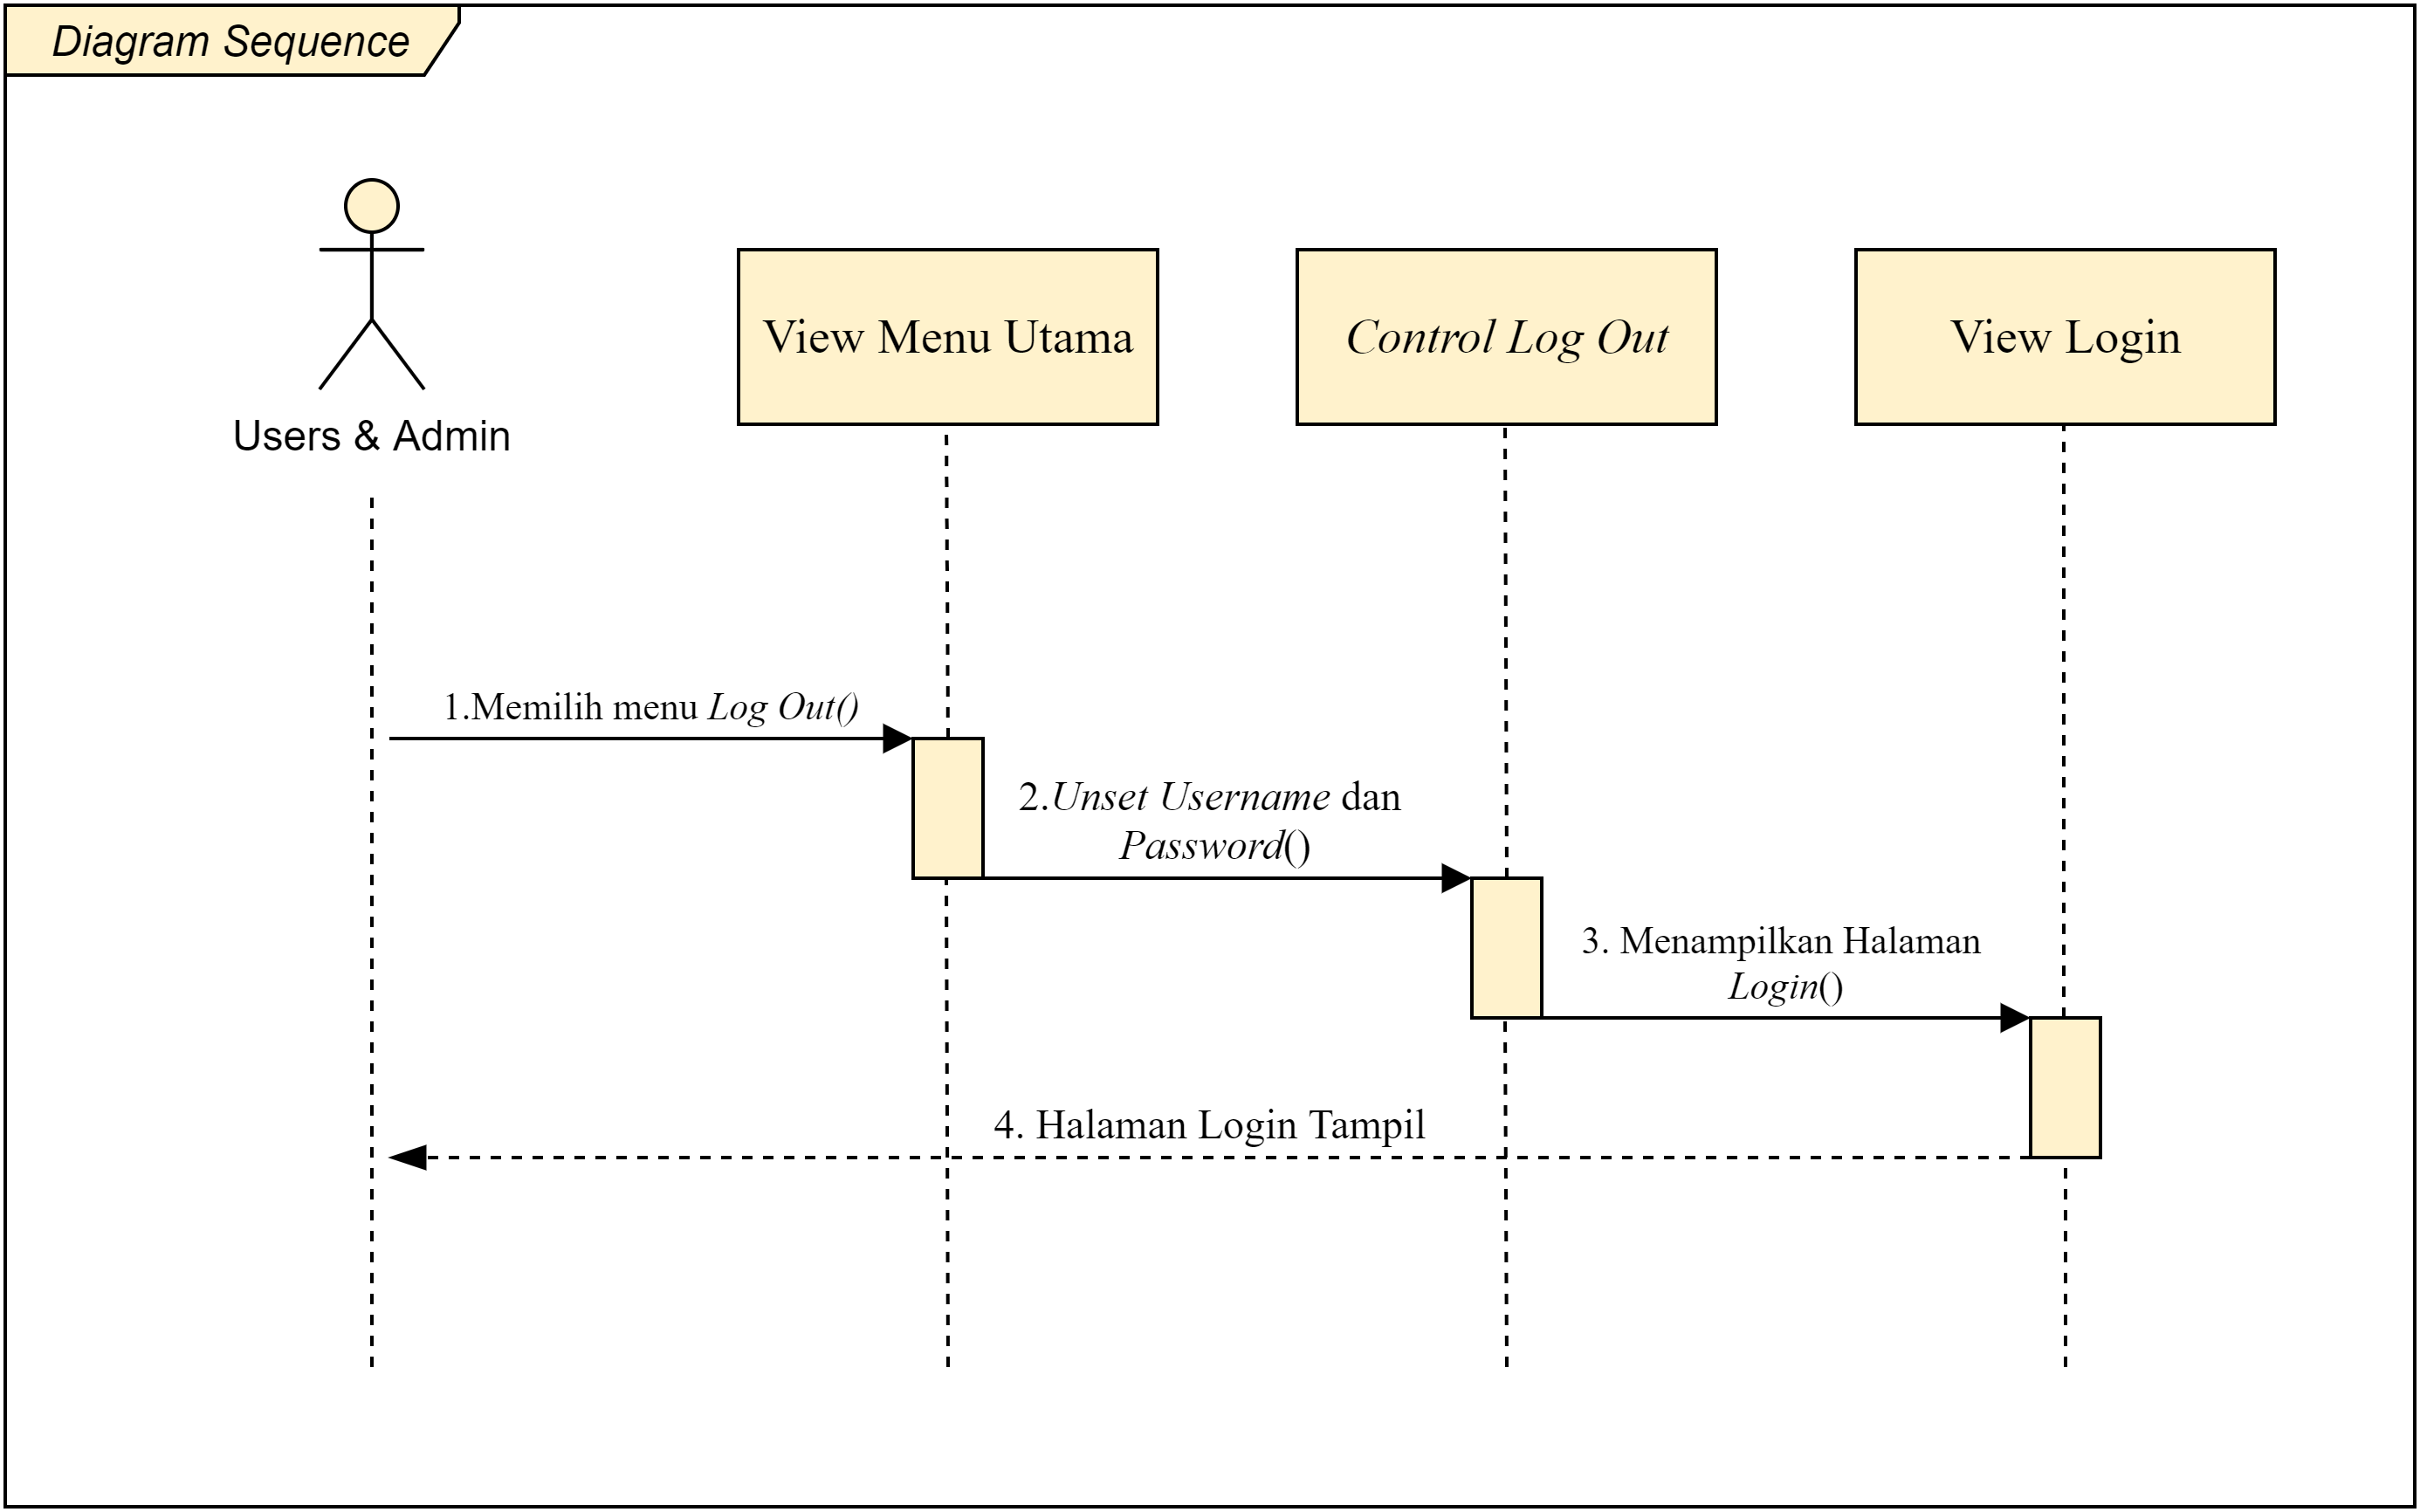 Diagram Sequence
Users & Admin
View Menu Utama
Control Log Out
View Login
1.Memilih menu Log Out()
2.Unset Username dan
Password()
3. Menampilkan Halaman
Login()
4. Halaman Login Tampil